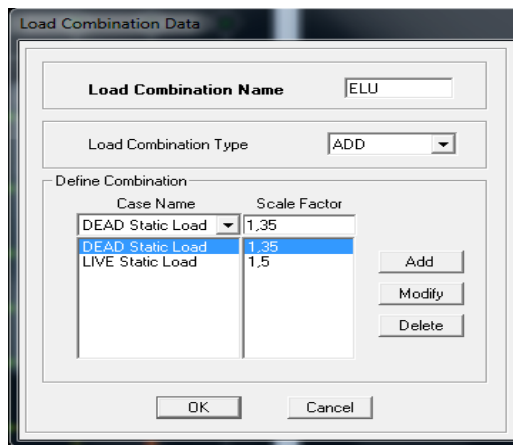 Load Combination Data
Load Combination Name ELU
Load Combination Type ADD
Define Combination
Case Name Scale Factor
DEAD Static Load 1,35
DEAD Static Load 1,35
LIVE Static Load 1,5
Add
Modify
Delete
OK Cancel